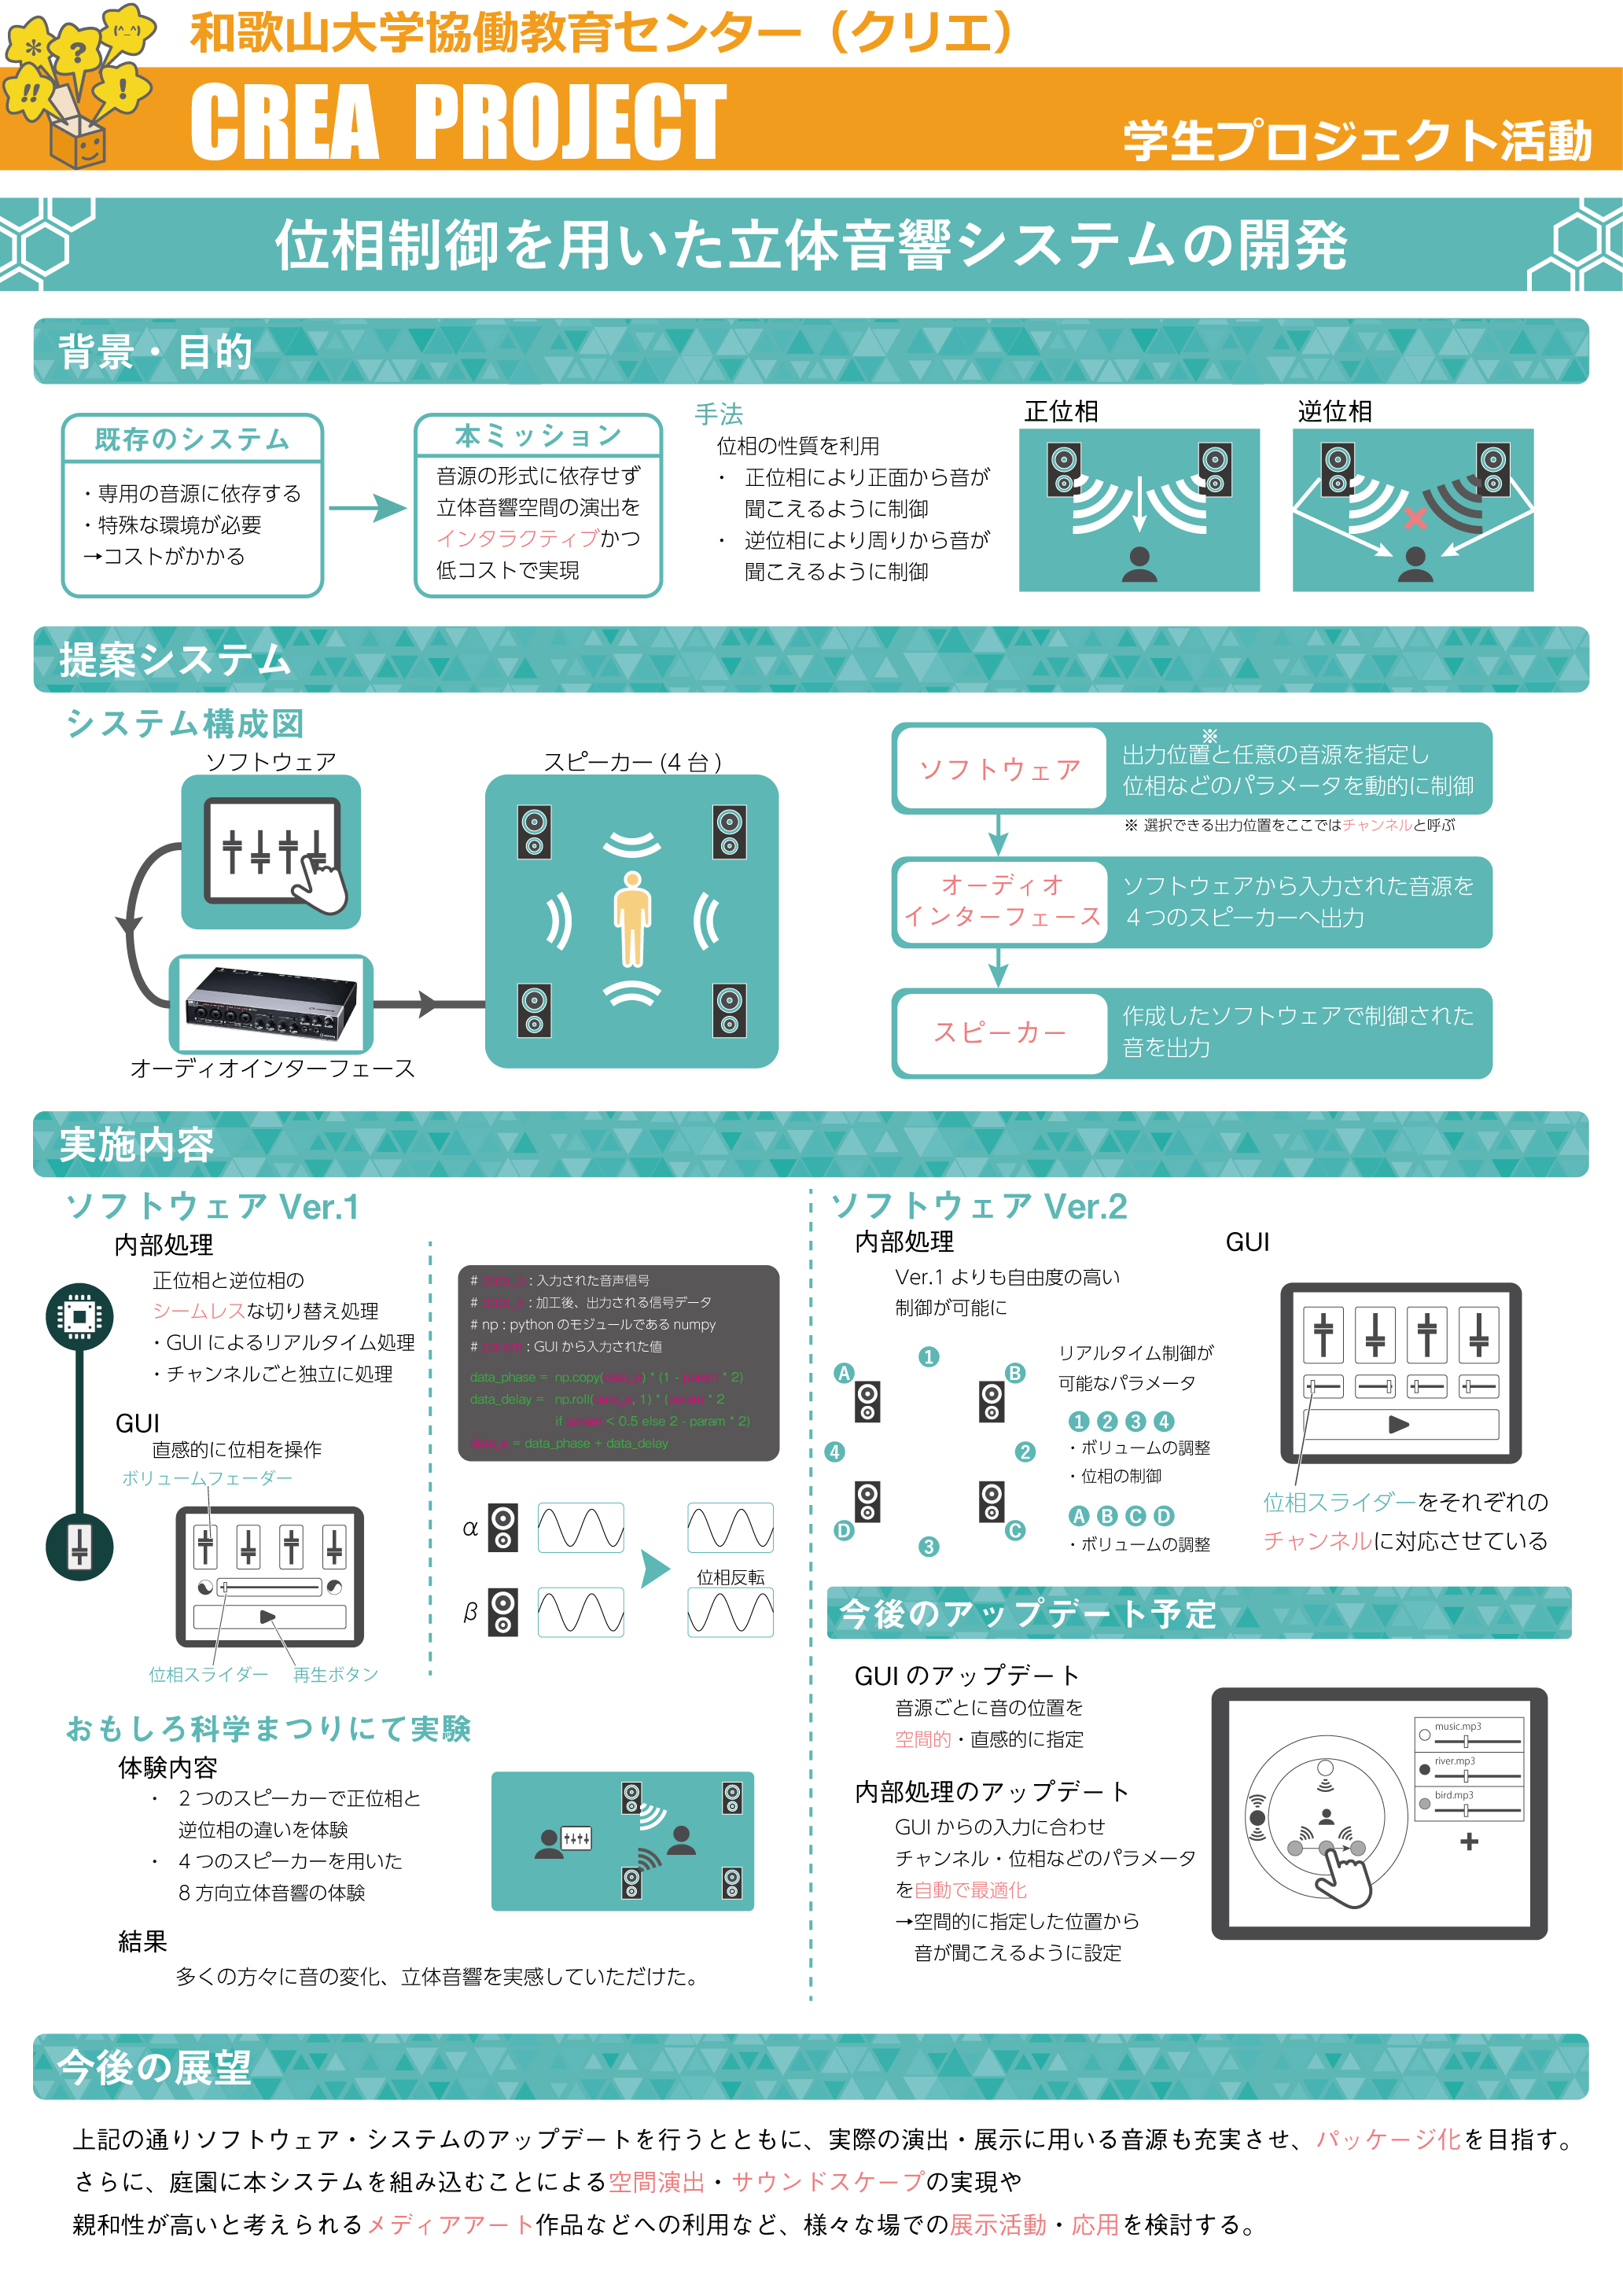 和歌山大学協働教育センター（クリエ）
CREA PROJECT
学生プロジェクト活動
位相制御を用いた立体音響システムの開発
背景・目的
既存のシステム
・専用の音源に依存する
・特殊な環境が必要
→コストがかかる
本ミッション
音源の形式に依存せず
立体音響空間の演出を
インタラクティブかつ
低コストで実現
手法
位相の性質を利用
・ 正位相により正面から音が
聞こえるように制御
・ 逆位相により周りから音が
聞こえるように制御
正位相
逆位相
提案システム
システム構成図
ソフトウェア
スピーカー (4 台 )
オーディオインターフェース
ソフトウェア
※
出力位置と任意の音源を指定し
位相などのパラメータを動的に制御
※ 選択できる出力位置をここではチャンネルと呼ぶ
オーディオ
インターフェース
ソフトウェアから入力された音源を
４つのスピーカーへ出力
スピーカー
作成したソフトウェアで制御された
音を出力
実施内容
ソフトウェア Ver.1
内部処理
正位相と逆位相の
シームレスな切り替え処理
・GUI によるリアルタイム処理
・チャンネルごと独立に処理
GUI
直感的に位相を操作
ボリュームフェーダー
位相スライダー 再生ボタン
# : 入力された音声信号
# : 加工後、出力される信号データ
# np : python のモジュールである numpy
# param : GUI から入力された値
data_phase = np.copy( ) * (1 - param * 2)
data_delay = np.roll( , 1) * (param * 2
if param < 0.5 else 2 - param * 2)
= data_phase + data_delay
α
β
位相反転
おもしろ科学まつりにて実験
体験内容
・ 2 つのスピーカーで正位相と
逆位相の違いを体験
・ 4 つのスピーカーを用いた
8 方向立体音響の体験
結果
多くの方々に音の変化、立体音響を実感していただけた。
ソフトウェア Ver.2
内部処理
Ver.1 よりも自由度の高い
制御が可能に
A 1 B
4 2
D 3 C
リアルタイム制御が
可能なパラメータ
1 2 3 4
・ボリュームの調整
・位相の制御
A B C D
・ボリュームの調整
GUI
位相スライダーをそれぞれの
チャンネルに対応させている
今後のアップデート予定
GUI のアップデート
音源ごとに音の位置を
空間的・直感的に指定
内部処理のアップデート
GUI からの入力に合わせ
チャンネル・位相などのパラメータ
を自動で最適化
→空間的に指定した位置から
音が聞こえるように設定
music.mp3
river.mp3
bird.mp3
+
今後の展望
上記の通りソフトウェア・システムのアップデートを行うとともに、実際の演出・展示に用いる音源も充実させ、パッケージ化を目指す。
さらに、庭園に本システムを組み込むことによる空間演出・サウンドスケープの実現や
親和性が高いと考えられるメディアアート作品などへの利用など、様々な場での展示活動・応用を検討する。